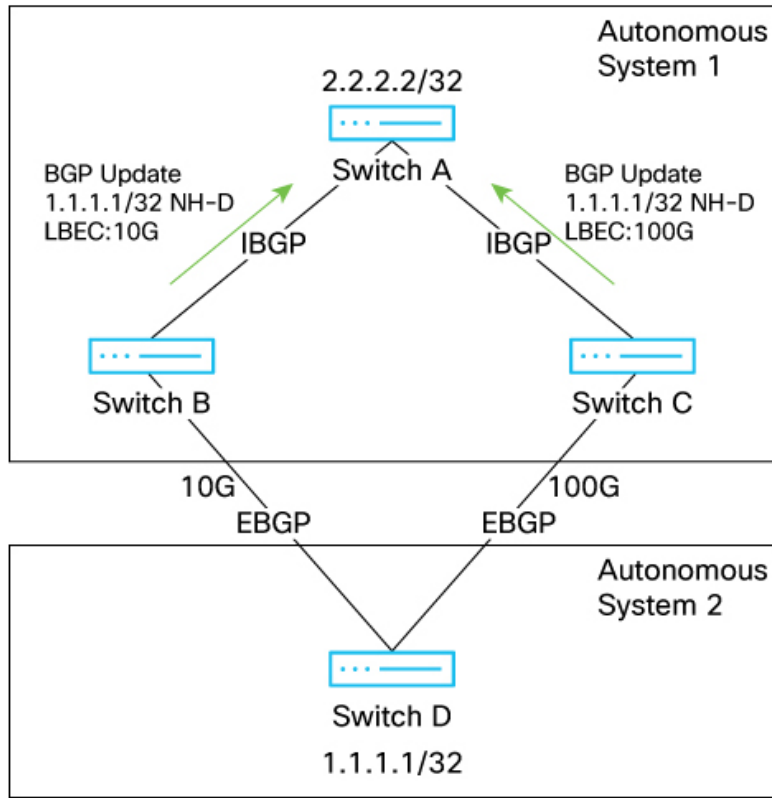 Autonomous
System 1
2.2.2.2/32
Switch A
BGP Update
1.1.1.1/32 NH-D
LBEC:10G
BGP Update
1.1.1.1/32 NH-D
LBEC:100G
IBGP
IBGP
Switch B
Switch C
10G
100G
EBGP
EBGP
Autonomous
System 2
Switch D
1.1.1.1/32